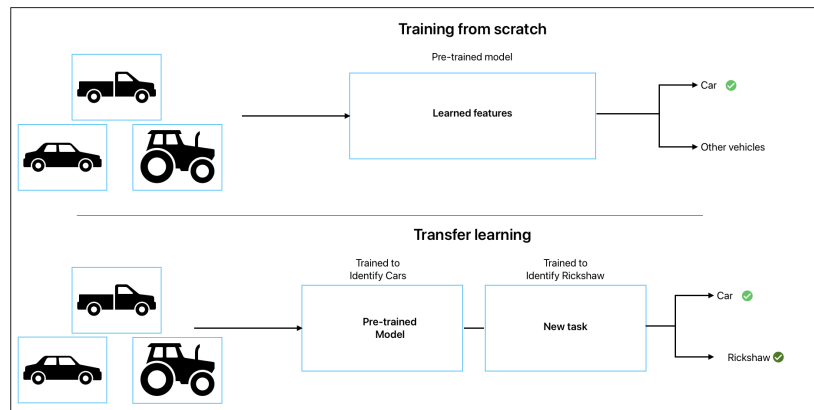 Training from scratch
Pre-trained model
Learned features
Car
Other vehicles
Transfer learning
Trained to
Identify Cars
Trained to
Identify Rickshaw
Pre-trained
Model
New task
Car
Rickshaw